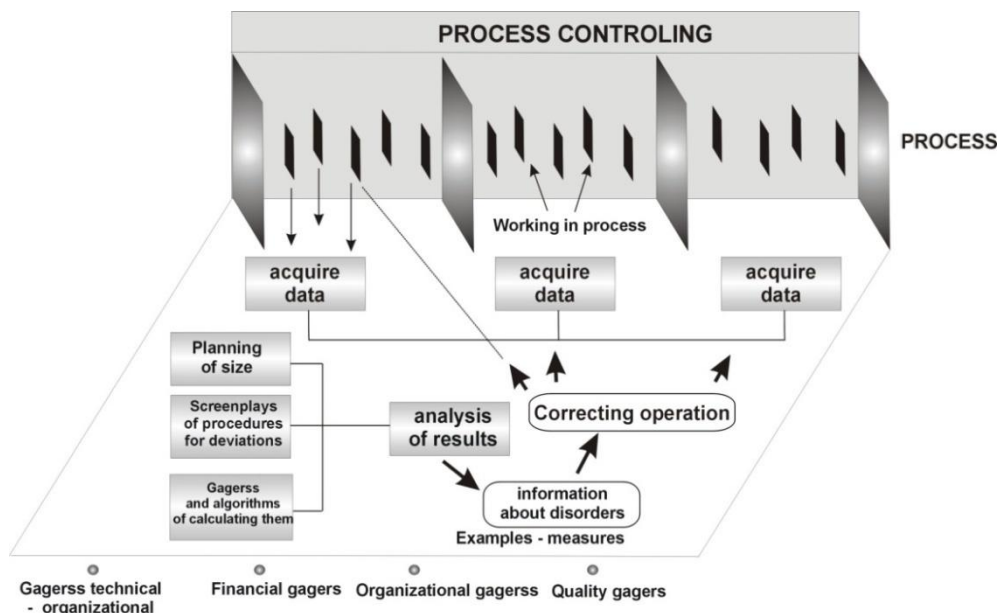 PROCESS CONTROLING
PROCESS
Working in process
acquire
data
acquire
data
acquire
data
Planning
of size
Screenplays
of procedures
for deviations
Gagerss
and algorithms
of calculating them
analysis
of results
Correcting operation
information
about disorders
Examples - measures
Gagerss technical
- organizational
Financial gagers
Organizational gagerss
Quality gagers